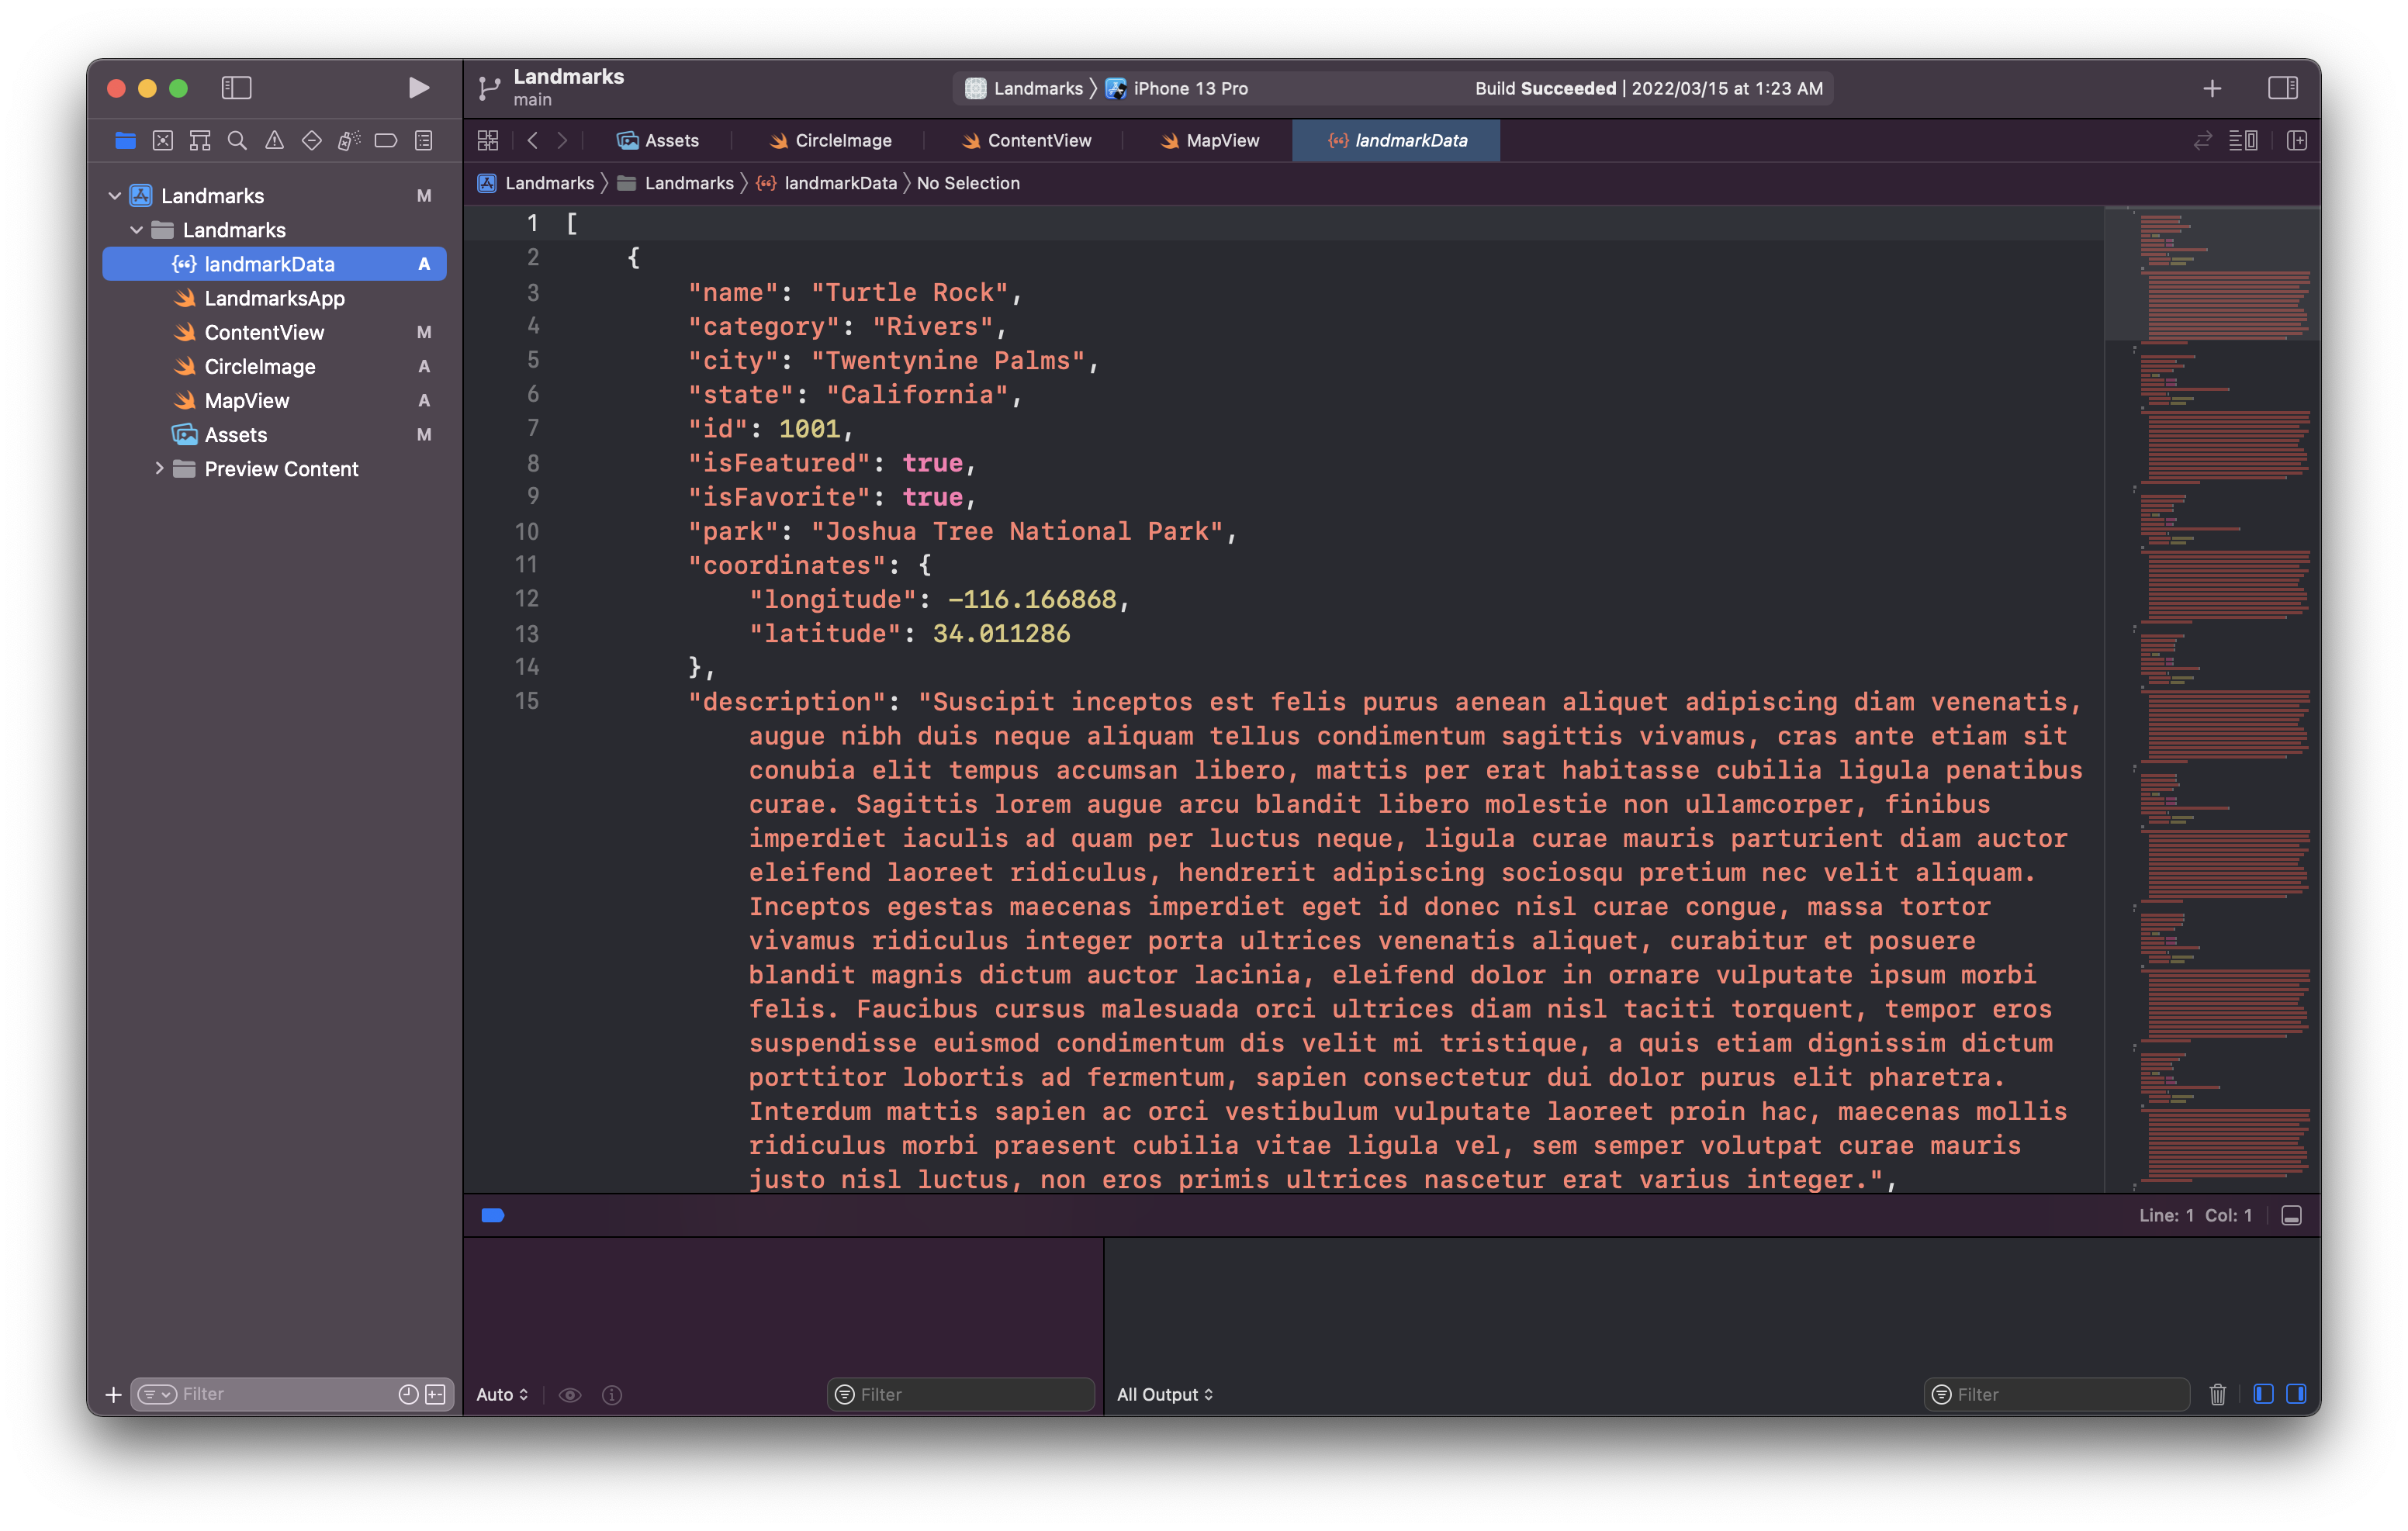 Landmarks
main
Landmarks 〉 iPhone 13 Pro
Build Succeeded | 2022/03/15 at 1:23 AM
Assets
CircleImage
ContentView
MapView
landmarkData
Landmarks 〉 Landmarks 〉 landmarkData 〉 No Selection
Landmarks M
Landmarks
landmarkData A
LandmarksApp
ContentView M
CircleImage A
MapView A
Assets M
Preview Content
Filter
1 [
2 {
3 "name": "Turtle Rock",
4 "category": "Rivers",
5 "city": "Twentynine Palms",
6 "state": "California",
7 "id": 1001,
8 "isFeatured": true,
9 "isFavorite": true,
10 "park": "Joshua Tree National Park",
11 "coordinates": {
12 "longitude": -116.166868,
13 "latitude": 34.011286
14 },
15 "description": "Suscipit inceptos est felis purus aenean aliquet adipiscing diam venenatis,
augue nibh duis neque aliquam tellus condimentum sagittis vivamus, cras ante etiam sit
conubia elit tempus accumsan libero, mattis per erat habitasse cubilia ligula penatibus
curae. Sagittis lorem augue arcu blandit libero molestie non ullamcorper, finibus
imperdiet iaculis ad quam per luctus neque, ligula curae mauris parturient diam auctor
eleifend laoreet ridiculus, hendrerit adipiscing sociosqu pretium nec velit aliquam.
Inceptos egestas maecenas imperdiet eget id donec nisl curae congue, massa tortor
vivamus ridiculus integer porta ultrices venenatis aliquet, curabitur et posuere
blandit magnis dictum auctor lacinia, eleifend dolor in ornare vulputate ipsum morbi
felis. Faucibus cursus malesuada orci ultrices diam nisl taciti torquent, tempor eros
suspendisse euismod condimentum dis velit mi tristique, a quis etiam dignissim dictum
porttitor lobortis ad fermentum, sapien consectetur dui dolor purus elit pharetra.
Interdum mattis sapien ac orci vestibulum vulputate laoreet proin hac, maecenas mollis
ridiculus morbi praesent cubilia vitae ligula vel, sem semper volutpat curae mauris
justo nisl luctus, non eros primis ultrices nascetur erat varius integer.",
Line: 1 Col: 1
Auto
Filter
All Output
Filter